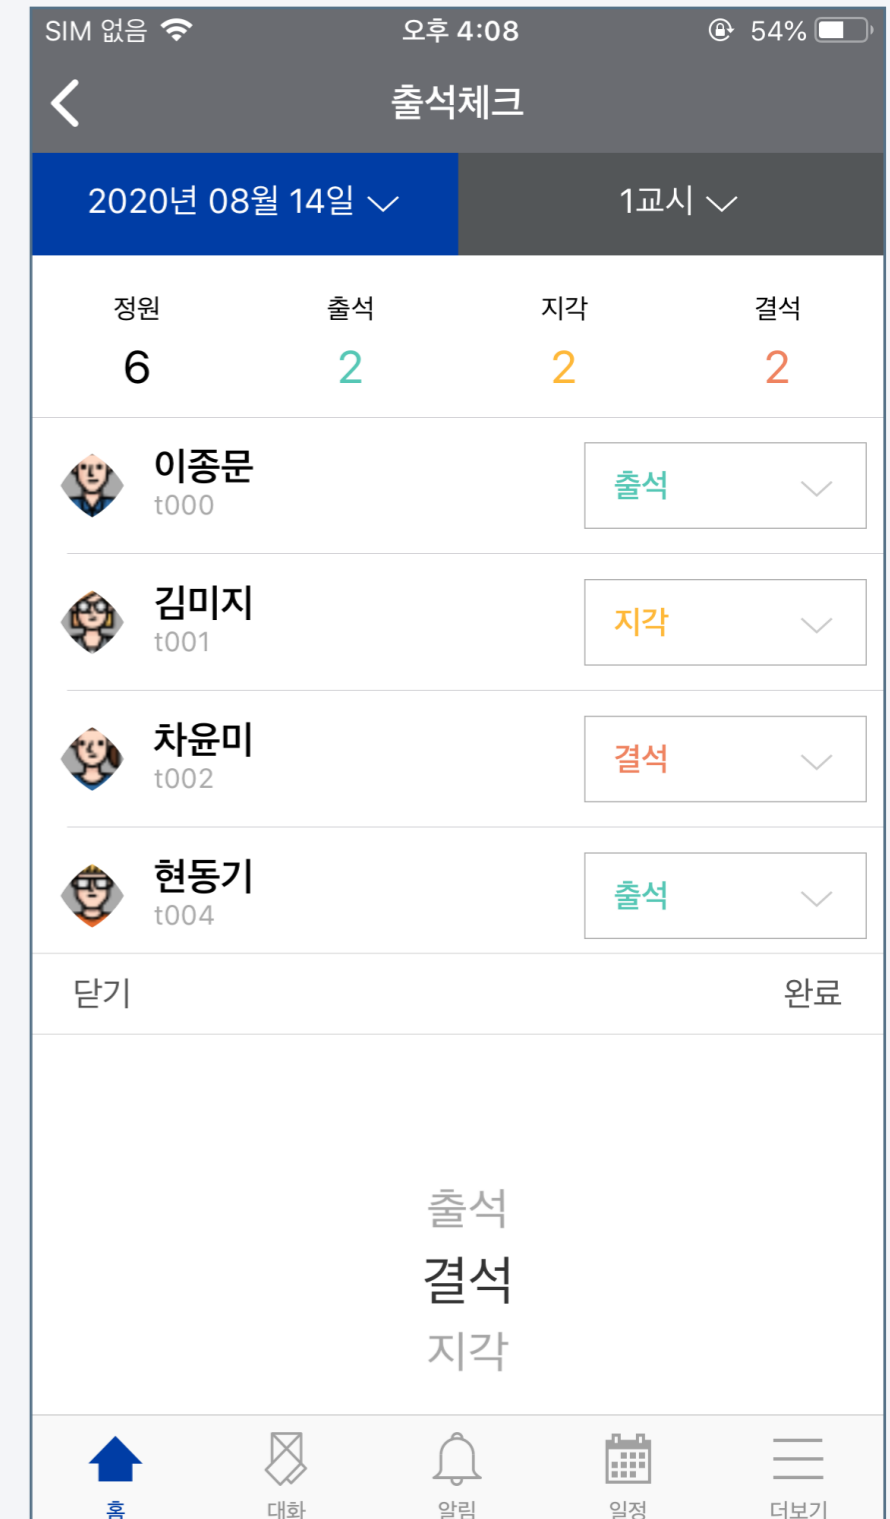 SIM 없음 오후 4:08 54%
출석체크
2020년 08월 14일 1교시
정원 출석 지각 결석
6 2 2 2
이종문 출석
t000
김미지 지각
t001
차윤미 결석
t002
현동기 출석
t004
닫기 완료
출석
결석
지각
홈 대화 알림 일정 더보기